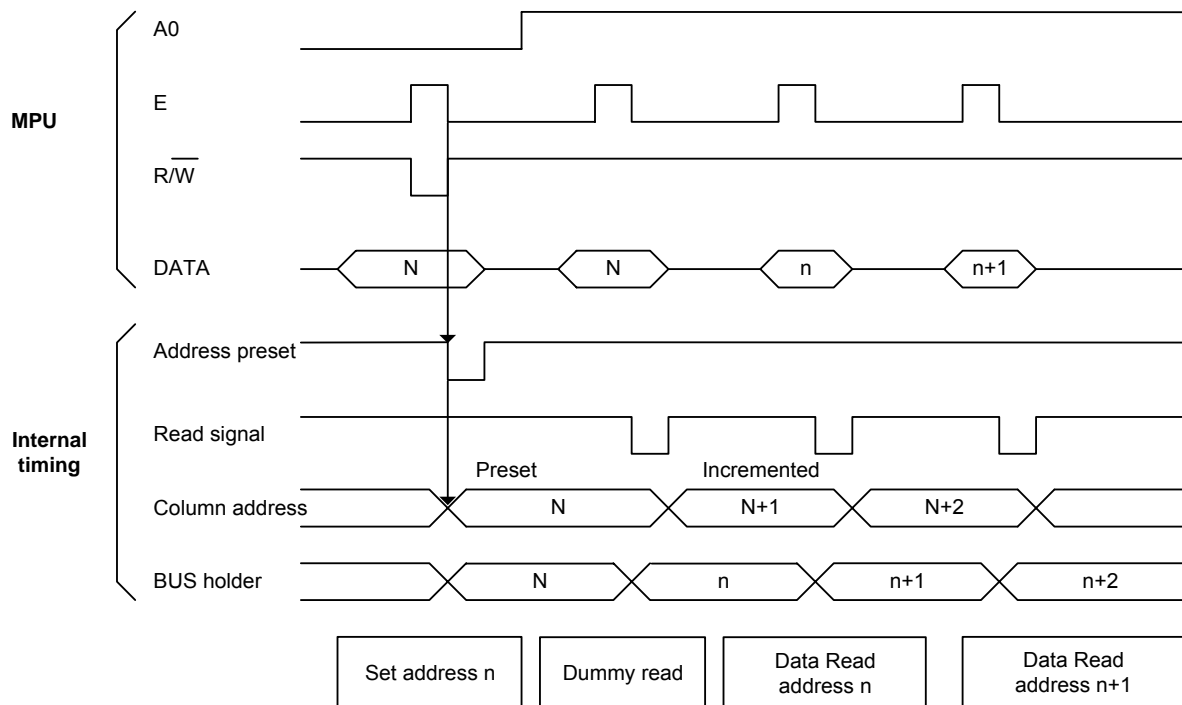 A0
E
MPU
R/W
DATA
N
N
n
n+1
Address preset
Read signal
Internal
timing
Preset
Incremented
Column address
N
N+1
N+2
BUS holder
N
n
n+1
n+2
Set address n
Dummy read
Data Read
address n
Data Read
address n+1